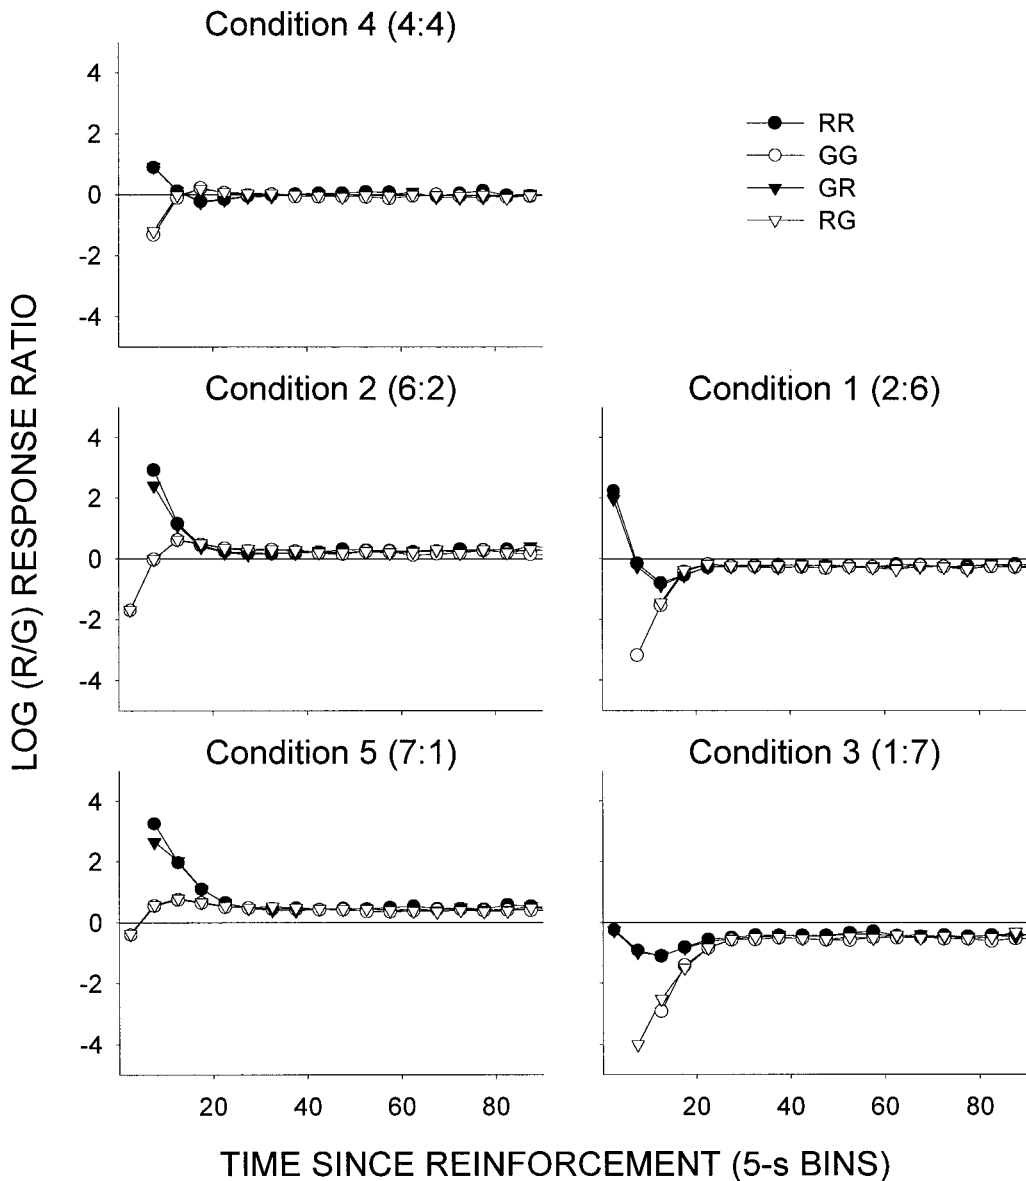 Condition 4 (4:4)
4
2
0
-2
-4
RR
GG
GR
RG
LOG (R/G) RESPONSE RATIO
Condition 2 (6:2)
4
2
0
-2
-4
Condition 1 (2:6)
Condition 5 (7:1)
4
2
0
-2
-4
20 40 60 80
Condition 3 (1:7)
20 40 60 80
TIME SINCE REINFORCEMENT (5-s BINS)